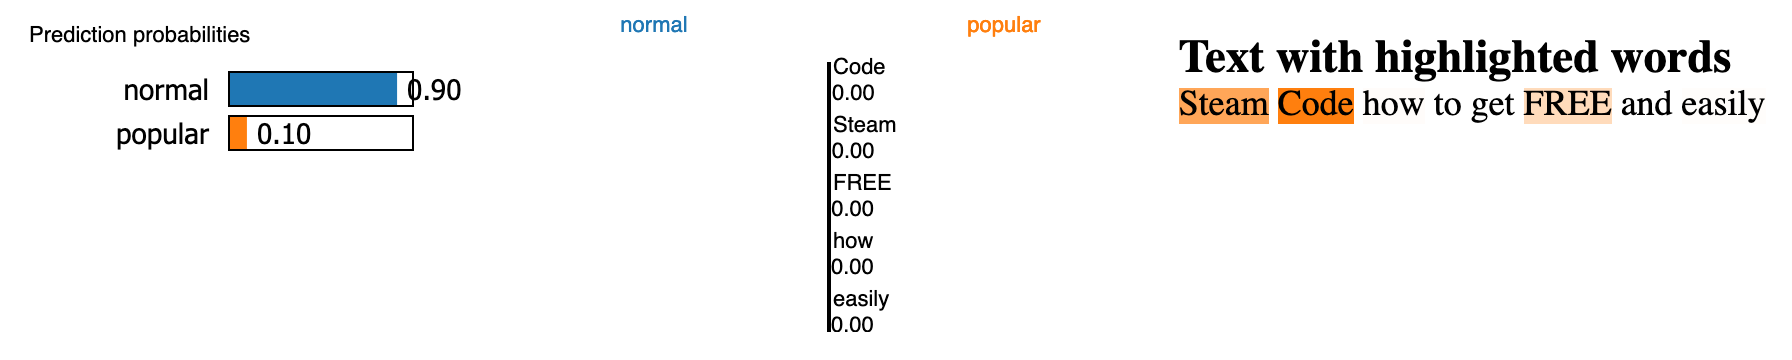 Prediction probabilities
normal 0.90
popular 0.10
normal popular
Code
0.00
Steam
0.00
FREE
0.00
how
0.00
easily
0.00
Text with highlighted words
Steam Code how to get FREE and easily